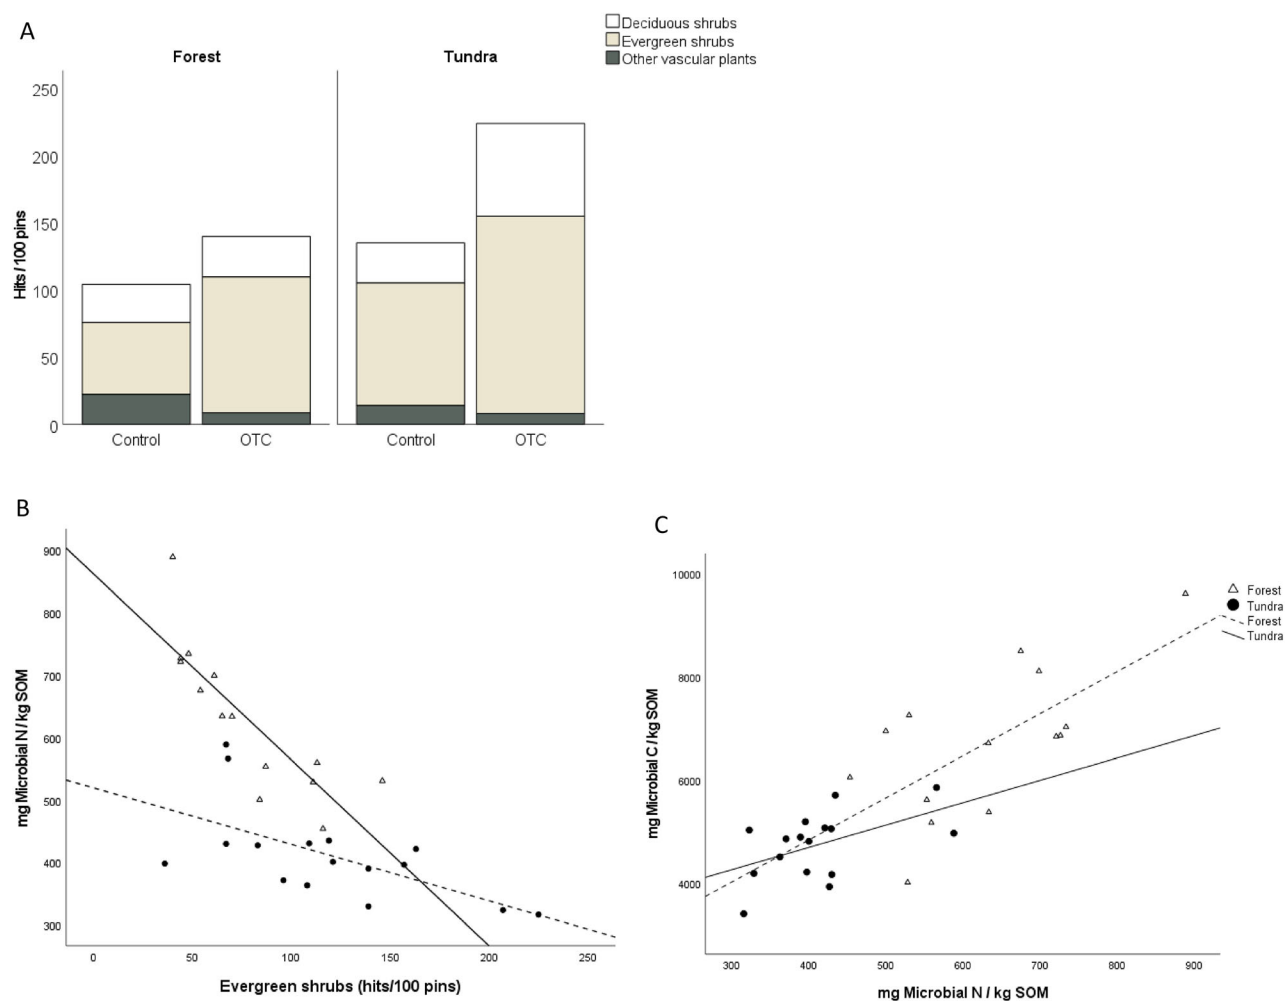 A
Deciduous shrubs
Evergreen shrubs
Other vascular plants
Forest
Tundra
250
200
150
100
50
0
Hits / 100 pins
Control
OTC
Control
OTC
B
900
800
700
600
500
400
300
mg Microbial N / kg SOM
0
50
100
150
200
250
Evergreen shrubs (hits/100 pins)
C
10000
8000
6000
4000
mg Microbial C / kg SOM
300
400
500
600
700
800
900
mg Microbial N / kg SOM
Forest
Tundra
Forest
Tundra